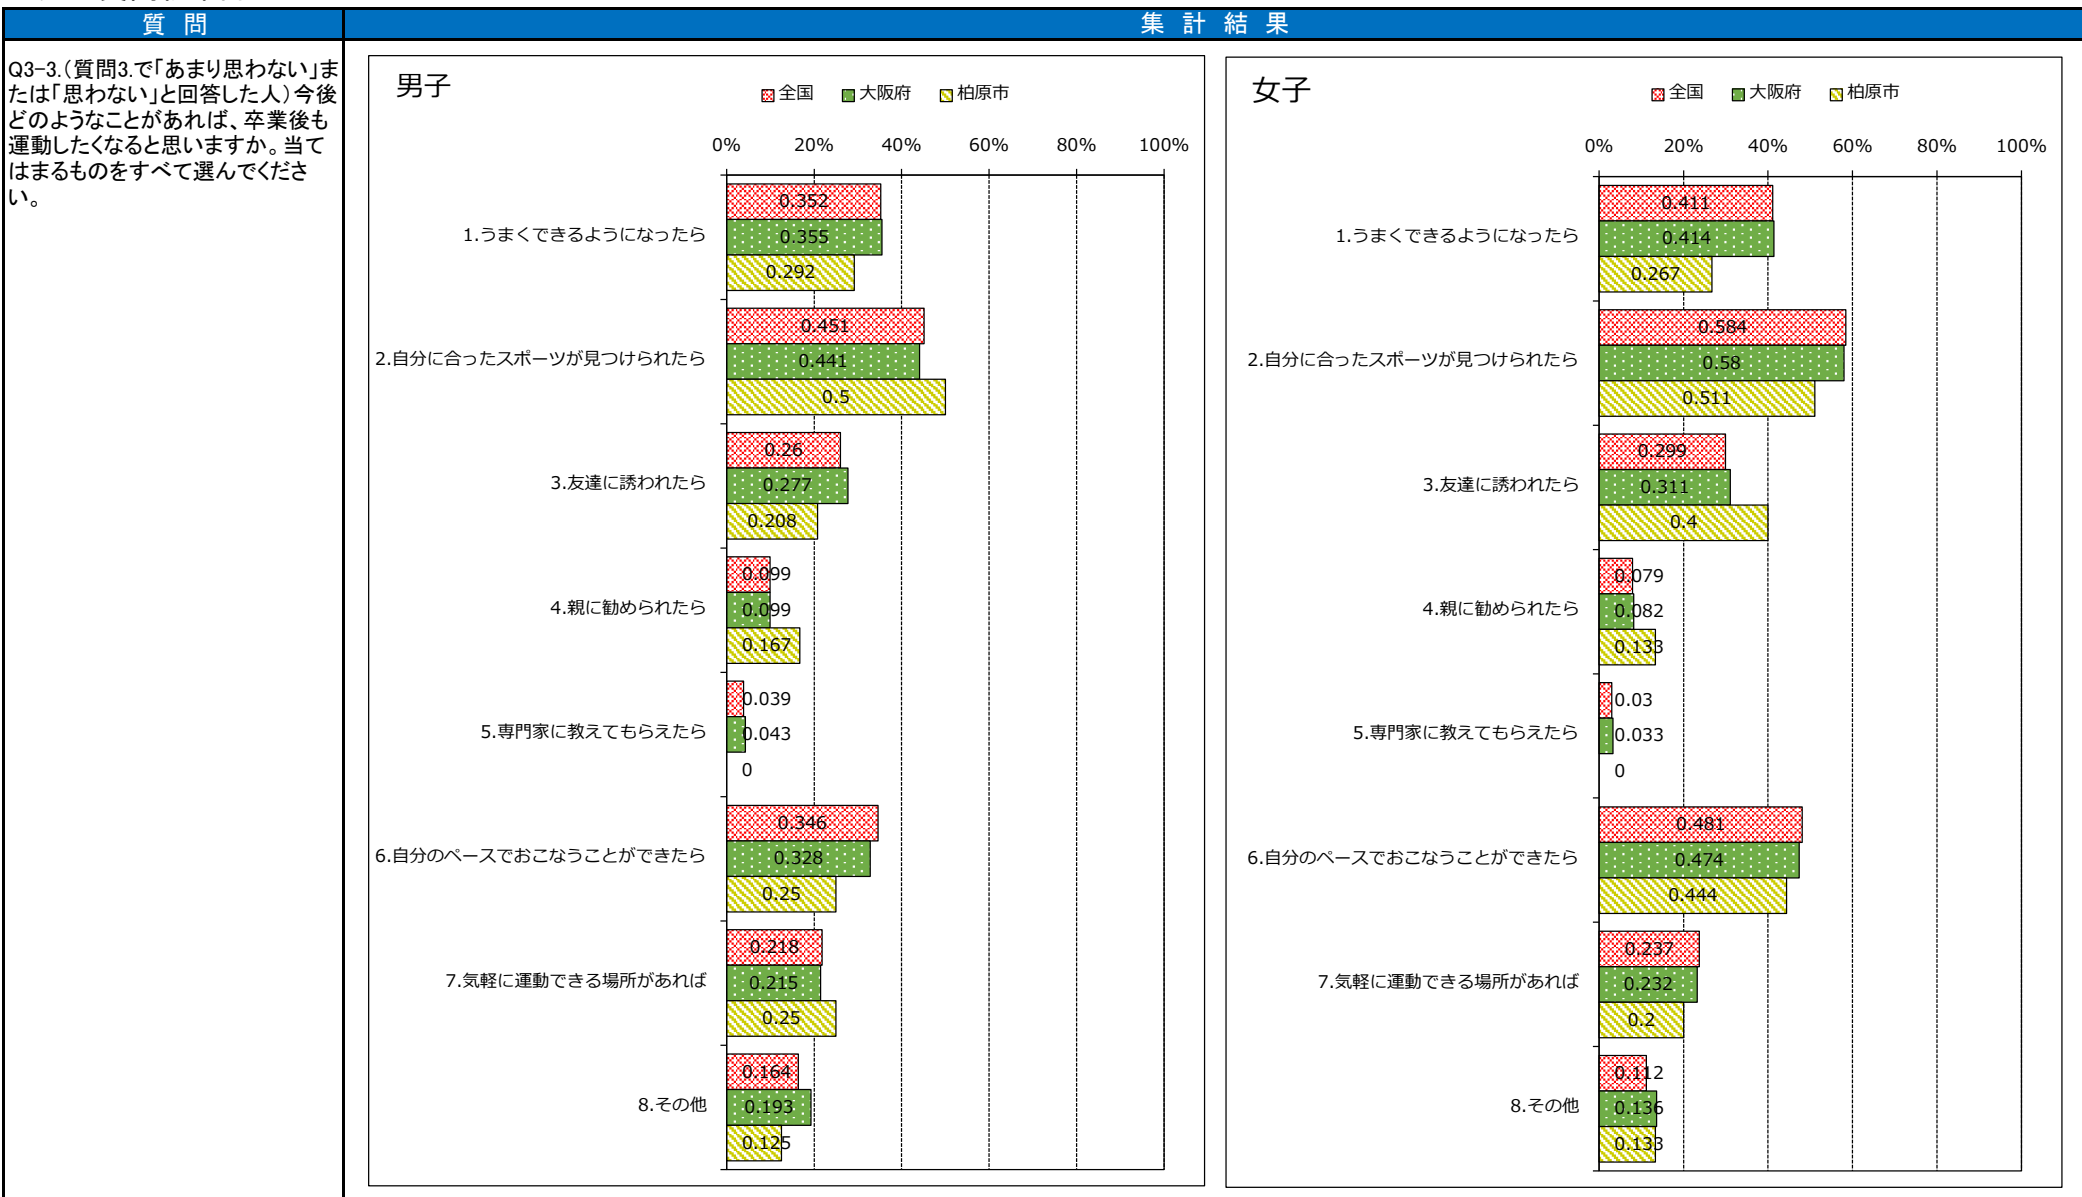 質 問
集 計 結 果
Q3-3.(質問3.で「あまり思わない」ま
たは「思わない」と回答した人)今後
どのようなことがあれば、卒業後も
運動したくなると思いますか。当て
はまるものをすべて選んでくださ
い。
男子
全国 大阪府 柏原市
0% 20% 40% 60% 80% 100%
1.うまくできるようになったら
0.352
0.355
0.292
2.自分に合ったスポーツが見つけられたら
0.451
0.441
0.5
3.友達に誘われたら
0.26
0.277
0.208
4.親に勧められたら
0.099
0.099
0.167
5.専門家に教えてもらえたら
0.039
0.043
0
6.自分のペースでおこなうことができたら
0.346
0.328
0.25
7.気軽に運動できる場所があれば
0.218
0.215
0.25
8.その他
0.164
0.193
0.125
女子
全国 大阪府 柏原市
0% 20% 40% 60% 80% 100%
1.うまくできるようになったら
0.411
0.414
0.267
2.自分に合ったスポーツが見つけられたら
0.584
0.58
0.511
3.友達に誘われたら
0.299
0.311
0.4
4.親に勧められたら
0.079
0.082
0.133
5.専門家に教えてもらえたら
0.03
0.033
0
6.自分のペースでおこなうことができたら
0.481
0.474
0.444
7.気軽に運動できる場所があれば
0.237
0.232
0.2
8.その他
0.112
0.136
0.133